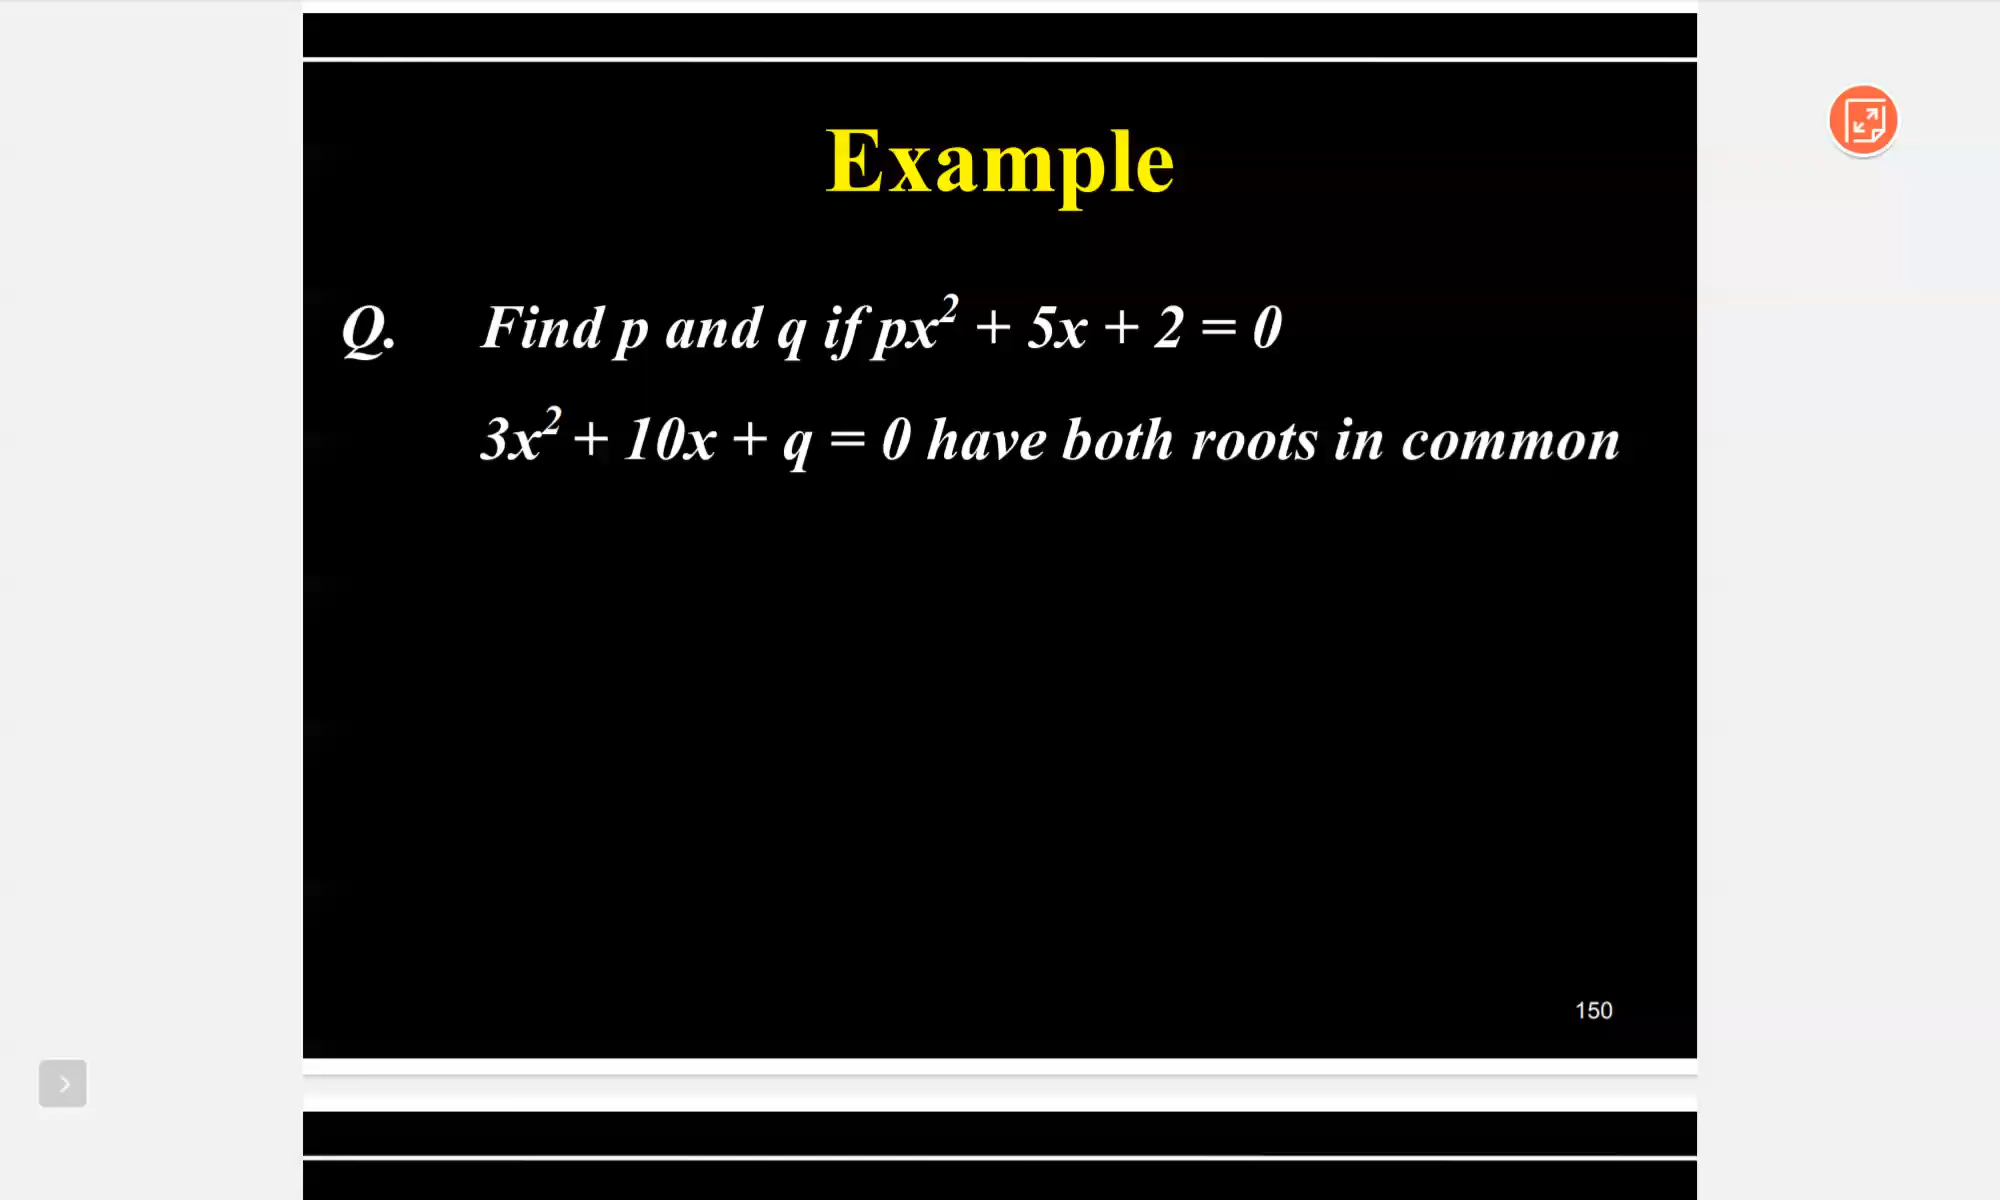 Example
Q. Find p and q if px² + 5x + 2 = 0
3x² + 10x + q = 0 have both roots in common
150